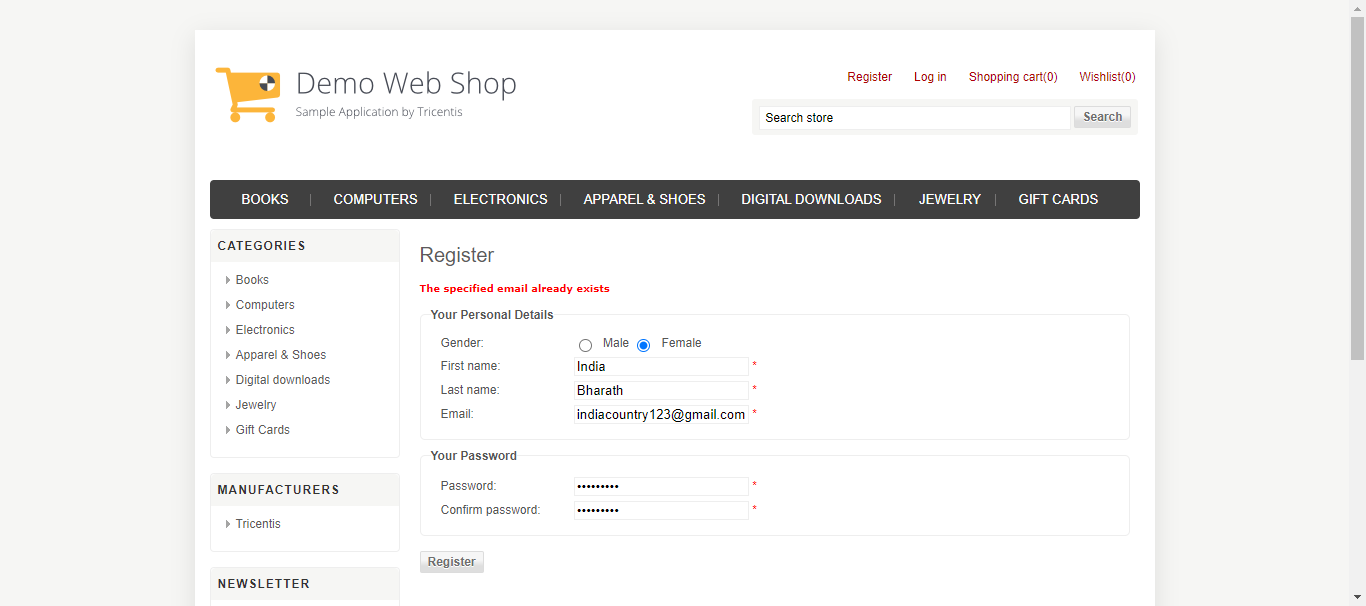 Demo Web Shop
Sample Application by Tricentis
Register Log in Shopping cart(0) Wishlist(0)
Search store Search
BOOKS COMPUTERS ELECTRONICS APPAREL & SHOES DIGITAL DOWNLOADS JEWELRY GIFT CARDS
CATEGORIES
Books
Computers
Electronics
Apparel & Shoes
Digital downloads
Jewelry
Gift Cards
MANUFACTURERS
Tricentis
NEWSLETTER
Register
The specified email already exists
Your Personal Details
Gender: Male Female
First name: India *
Last name: Bharath *
Email: indiacountry123@gmail.com *
Your Password
Password: ••••••••• *
Confirm password: ••••••••• *
Register